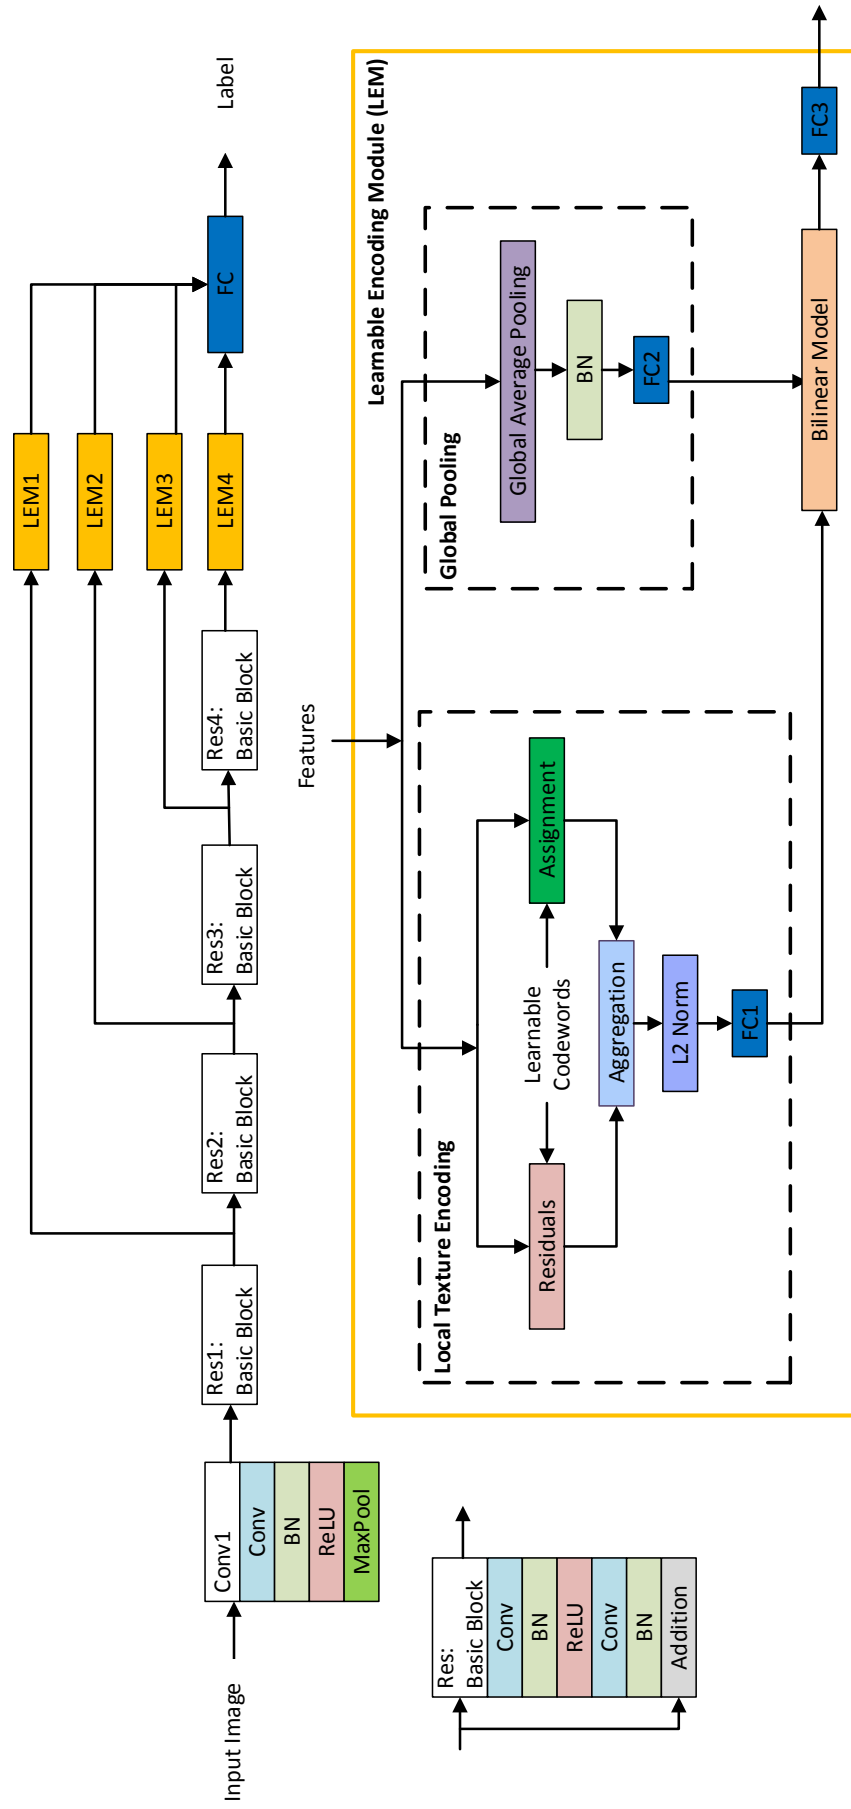 Input Image
Conv1
Conv
BN
ReLU
MaxPool
Res1:
Basic Block
Res2:
Basic Block
Res3:
Basic Block
Res4:
Basic Block
LEM1
LEM2
LEM3
LEM4
FC
Label
Res:
Basic Block
Conv
BN
ReLU
Conv
BN
Addition
Features
Learnable Encoding Module (LEM)
Local Texture Encoding
Residuals
Learnable
Codewords
Assignment
Aggregation
L2 Norm
FC1
Global Pooling
Global Average Pooling
BN
FC2
Bilinear Model
FC3